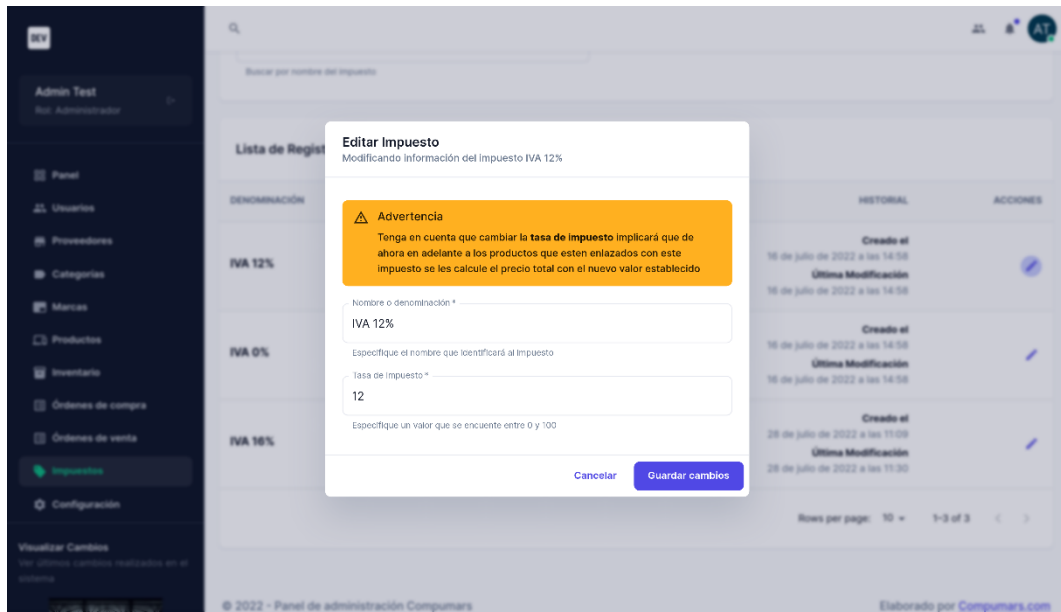 DEV
Admin Test
Rol: Administrador
Panel
Usuarios
Proveedores
Categorías
Marcas
Productos
Inventario
Órdenes de compra
Órdenes de venta
Impuestos
Configuración
Visualizar Cambios
Ver últimos cambios realizados en el
sistema
AT
Buscar por nombre del impuesto
Lista de Regist
DENOMINACIÓN
HISTORIAL
ACCIONES
IVA 12%
Creado el
16 de julio de 2022 a las 14:58
Última Modificación
16 de julio de 2022 a las 14:58
IVA 0%
Creado el
16 de julio de 2022 a las 14:58
Última Modificación
16 de julio de 2022 a las 14:58
IVA 16%
Creado el
28 de julio de 2022 a las 11:09
Última Modificación
28 de julio de 2022 a las 11:30
Rows per page: 10
1-3 of 3
Editar Impuesto
Modificando información del impuesto IVA 12%
Advertencia
Tenga en cuenta que cambiar la tasa de impuesto implicará que de
ahora en adelante a los productos que esten enlazados con este
impuesto se les calcule el precio total con el nuevo valor establecido
Nombre o denominación *
IVA 12%
Especifique el nombre que identificará al impuesto
Tasa de impuesto *
12
Especifique un valor que se encuente entre 0 y 100
Cancelar
Guardar cambios
© 2022 - Panel de administración Compumars
Elaborado por Compumars.com